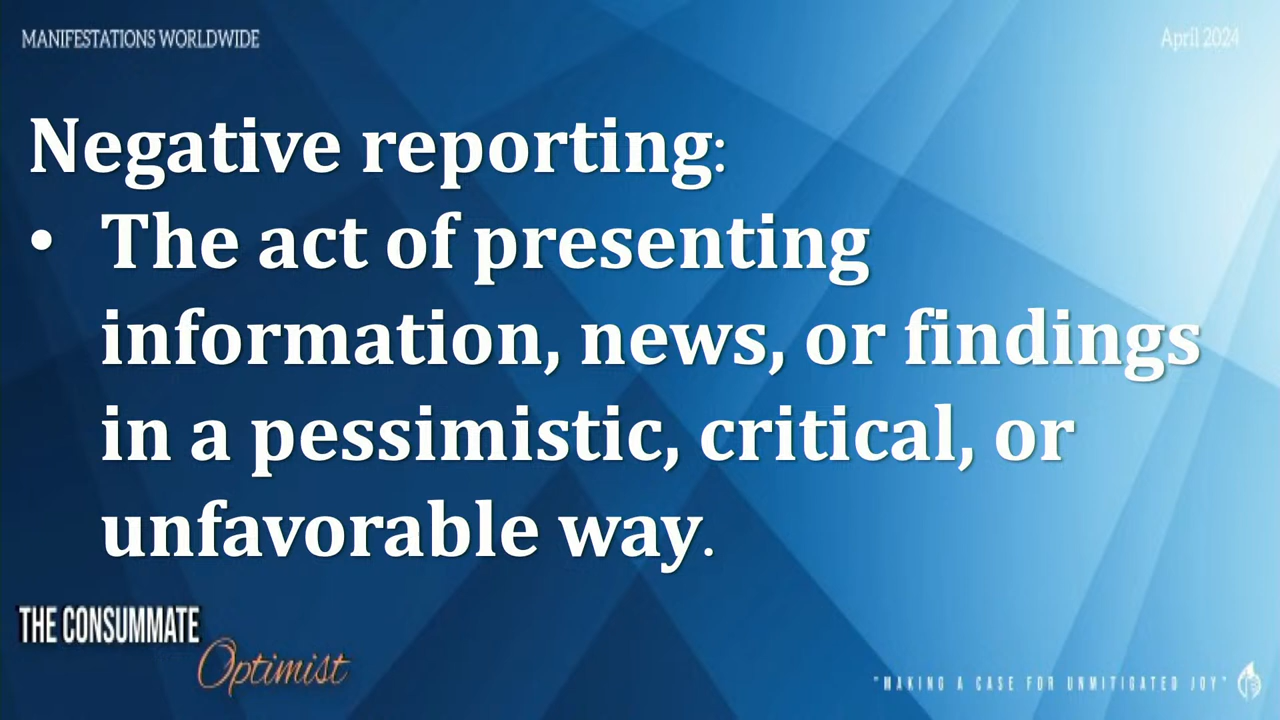 MANIFESTATIONS WORLDWIDE
April 2024
Negative reporting:
• The act of presenting
information, news, or findings
in a pessimistic, critical, or
unfavorable way.
THE CONSUMMATE
Optimist
"MAKING A CASE FOR UNMITIGATED JOY"